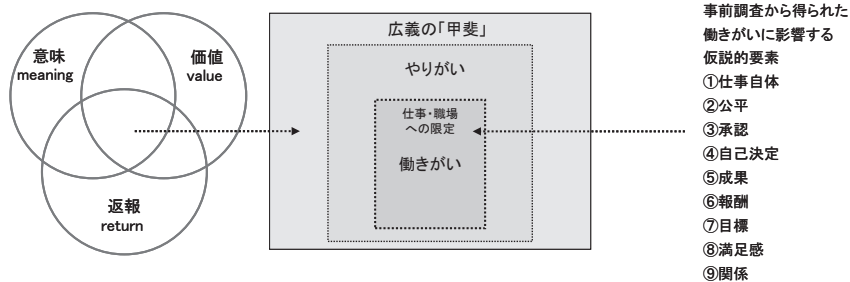 意味
meaning
価値
value
返報
return
広義の「甲斐」
やりがい
仕事・職場
への限定
働きがい
事前調査から得られた
働きがいに影響する
仮説的要素
①仕事自体
②公平
③承認
④自己決定
⑤成果
⑥報酬
⑦目標
⑧満足感
⑨関係